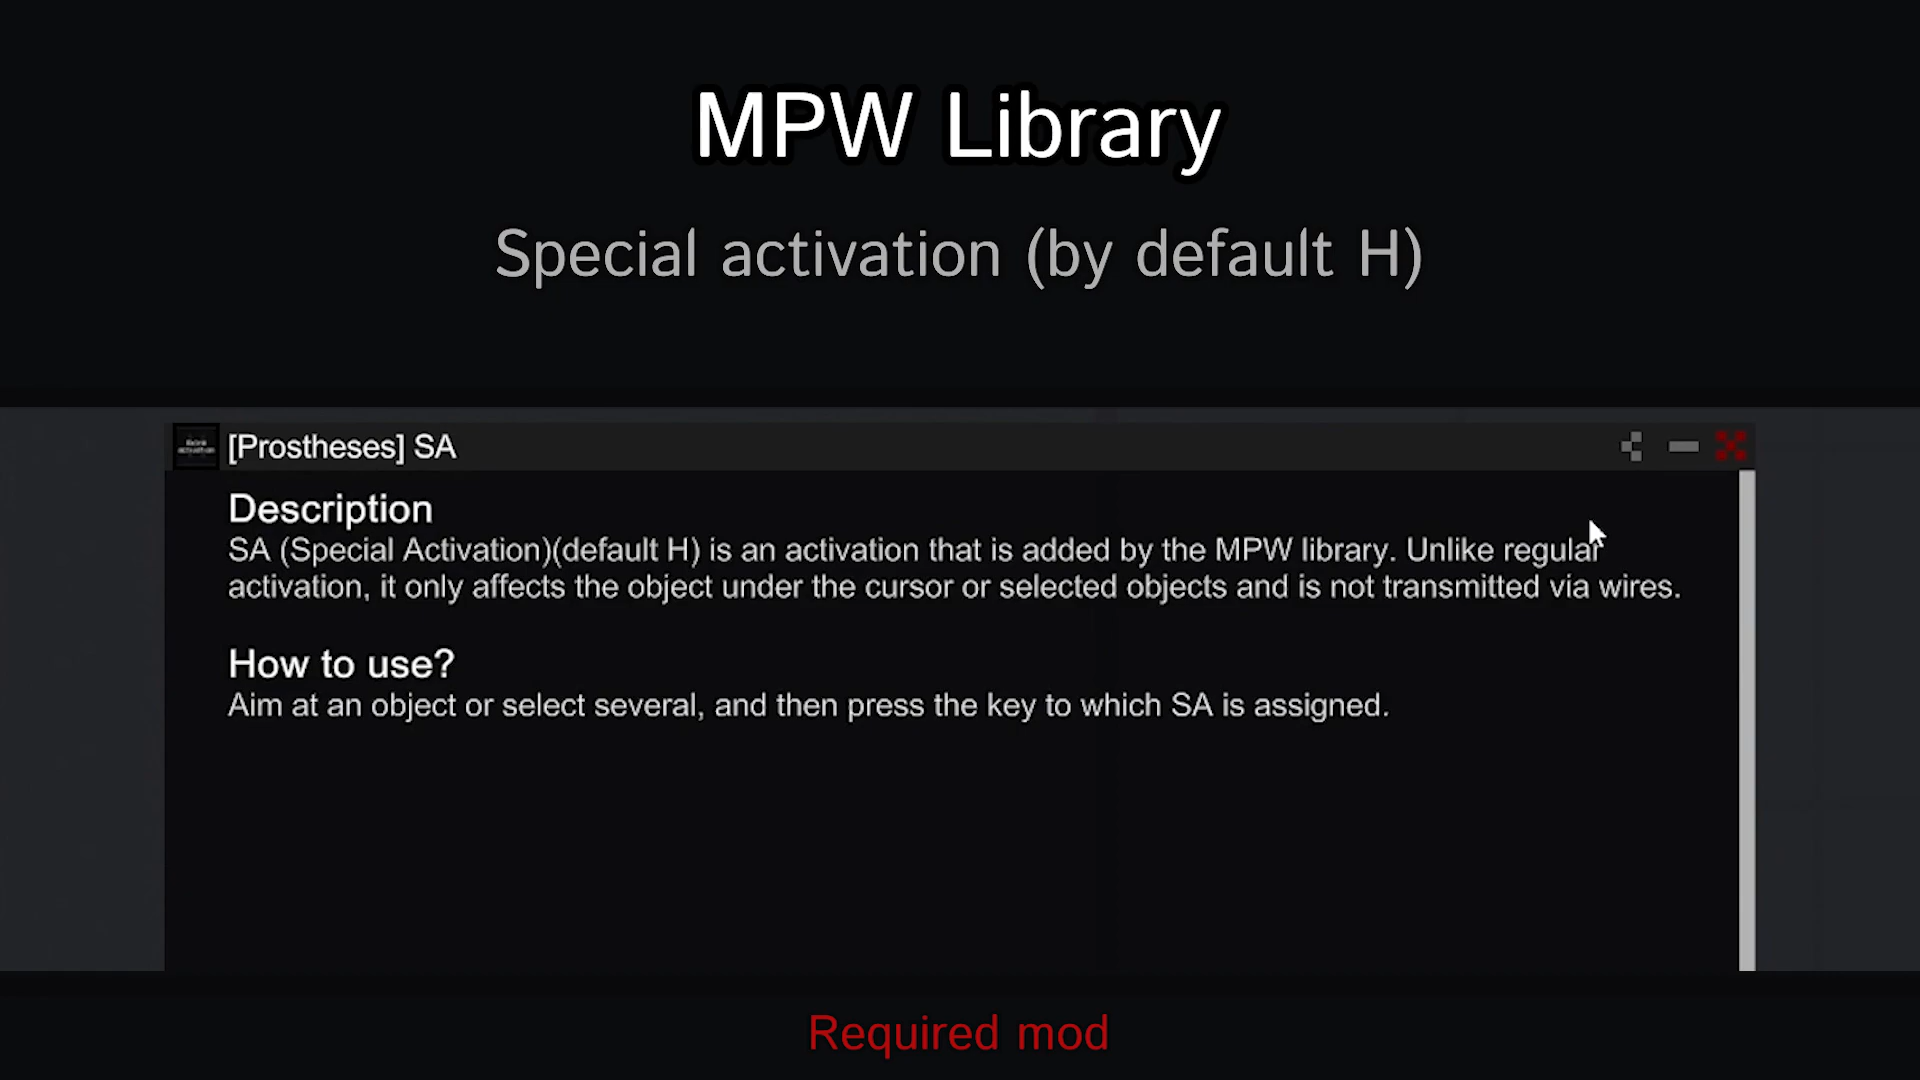 MPW Library
Special activation (by default H)
[Prostheses] SA
Description
SA (Special Activation)(default H) is an activation that is added by the MPW library. Unlike regular
activation, it only affects the object under the cursor or selected objects and is not transmitted via wires.
How to use?
Aim at an object or select several, and then press the key to which SA is assigned.
Required mod